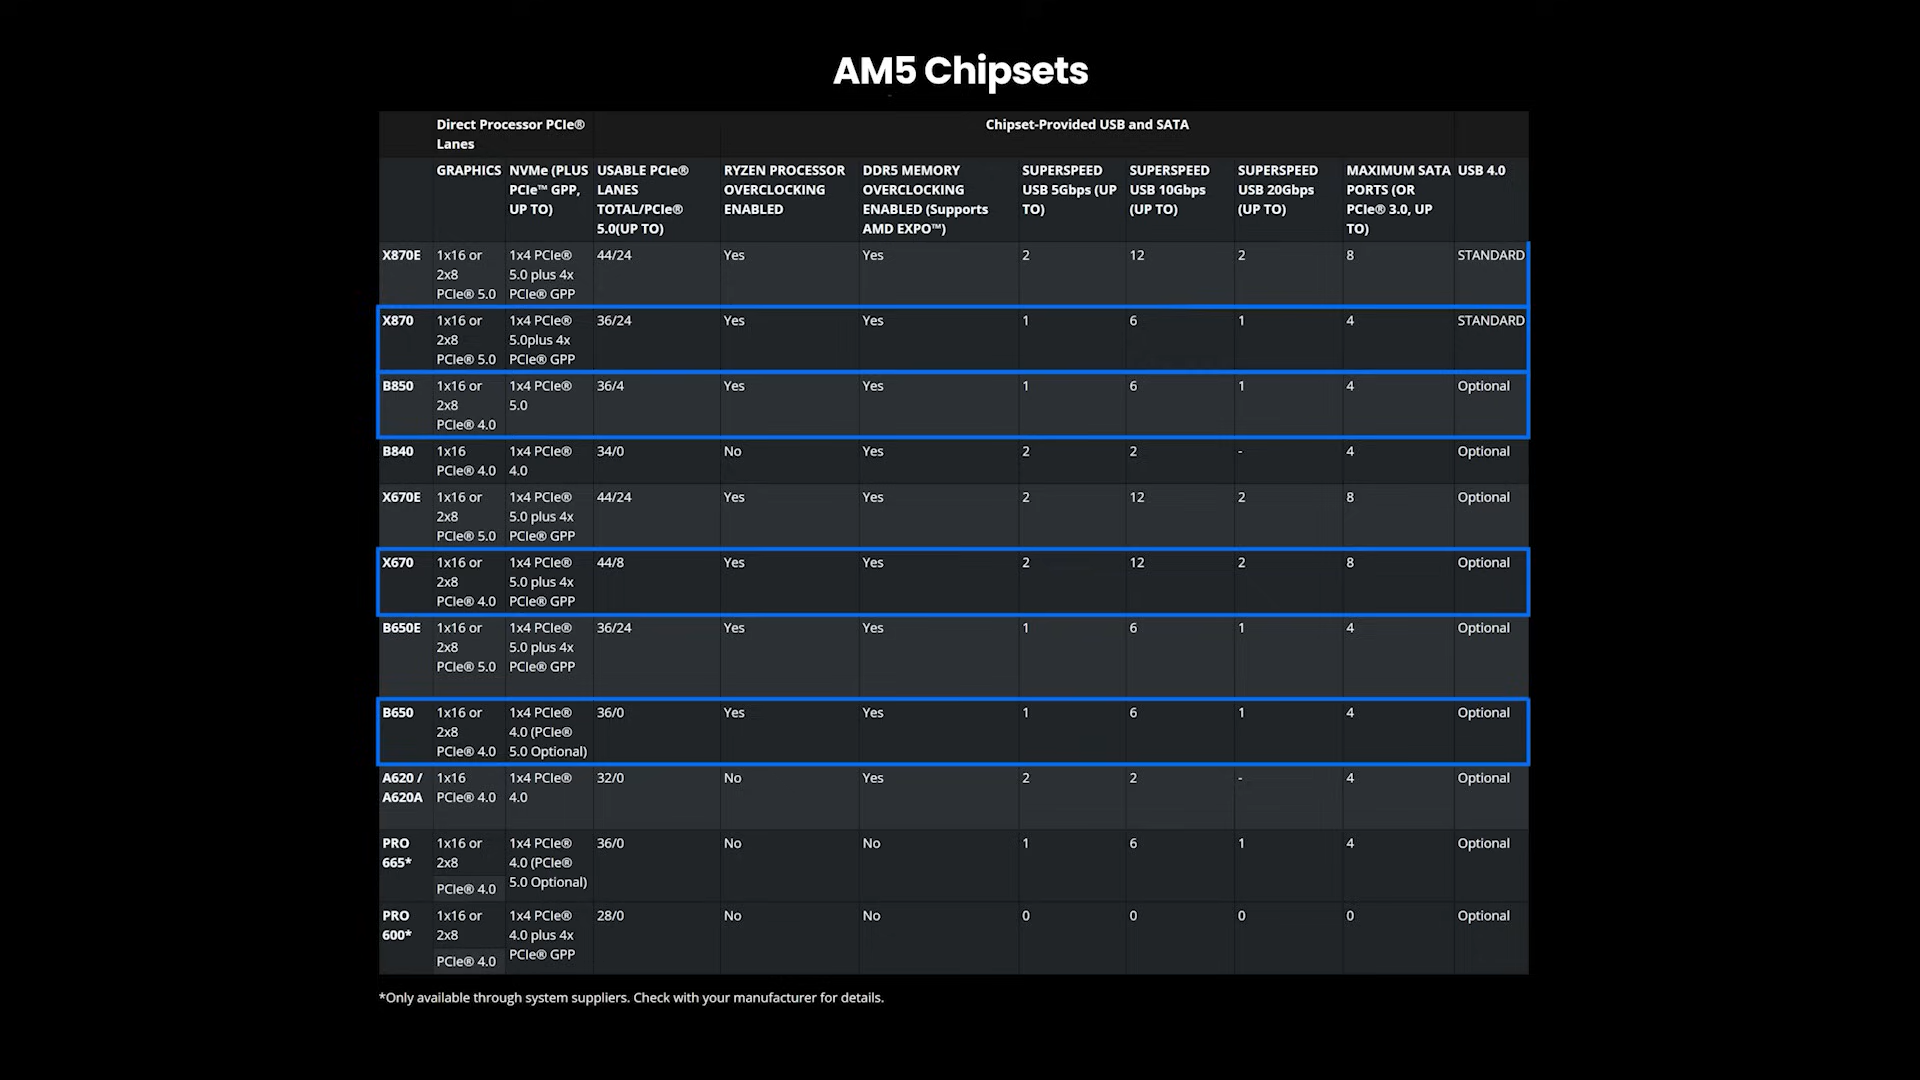 AM5 Chipsets
Direct Processor PCIe® Lanes Chipset-Provided USB and SATA
GRAPHICS NVMe (PLUS PCIe™ GPP, UP TO) USABLE PCIe® LANES TOTAL/PCIe® 5.0(UP TO) RYZEN PROCESSOR OVERCLOCKING ENABLED DDR5 MEMORY OVERCLOCKING ENABLED (Supports AMD EXPO™) SUPERSPEED USB 5Gbps (UP TO) SUPERSPEED USB 10Gbps (UP TO) SUPERSPEED USB 20Gbps (UP TO) MAXIMUM SATA PORTS (OR PCIe® 3.0, UP TO) USB 4.0
X870E 1x16 or 2x8 PCIe® 5.0 1x4 PCIe® 5.0 plus 4x PCIe® GPP 44/24 Yes Yes 2 12 2 8 STANDARD
X870 1x16 or 2x8 PCIe® 5.0 1x4 PCIe® 5.0plus 4x PCIe® GPP 36/24 Yes Yes 1 6 1 4 STANDARD
B850 1x16 or 2x8 PCIe® 4.0 1x4 PCIe® 5.0 36/4 Yes Yes 1 6 1 4 Optional
B840 1x16 PCIe® 4.0 1x4 PCIe® 4.0 34/0 No Yes 2 2 - 4 Optional
X670E 1x16 or 2x8 PCIe® 5.0 1x4 PCIe® 5.0 plus 4x PCIe® GPP 44/24 Yes Yes 2 12 2 8 Optional
X670 1x16 or 2x8 PCIe® 4.0 1x4 PCIe® 5.0 plus 4x PCIe® GPP 44/8 Yes Yes 2 12 2 8 Optional
B650E 1x16 or 2x8 PCIe® 5.0 1x4 PCIe® 5.0 plus 4x PCIe® GPP 36/24 Yes Yes 1 6 1 4 Optional
B650 1x16 or 2x8 PCIe® 4.0 1x4 PCIe® 4.0 (PCIe® 5.0 Optional) 36/0 Yes Yes 1 6 1 4 Optional
A620 / A620A 1x16 PCIe® 4.0 1x4 PCIe® 4.0 32/0 No Yes 2 2 - 4 Optional
PRO 665* 1x16 or 2x8 PCIe® 4.0 1x4 PCIe® 4.0 (PCIe® 5.0 Optional) 36/0 No No 1 6 1 4 Optional
PRO 600* 1x16 or 2x8 PCIe® 4.0 1x4 PCIe® 4.0 plus 4x PCIe® GPP 28/0 No No 0 0 0 0 Optional
*Only available through system suppliers. Check with your manufacturer for details.